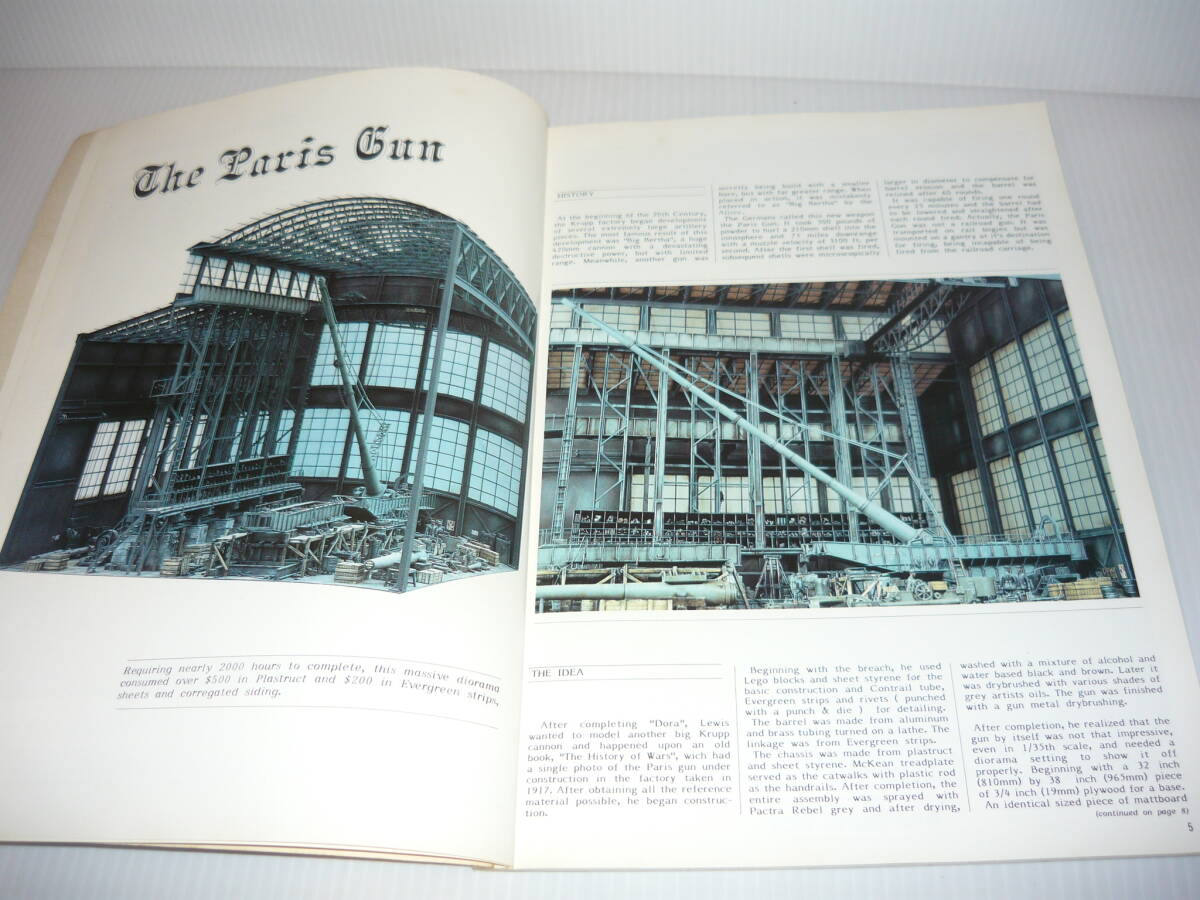 The Paris Gun
Requiring nearly 2000 hours to complete, this massive diorama
consumed over $500 in Plastruct and $200 in Evergreen strips,
sheets and corregated siding.
HISTORY
At the beginning of the 20th Century,
the Krupp factory began development
of several extremely large artillery
pieces. The most famous result of this
development was "Big Bertha", a huge
420mm cannon with a devastating
destructive power, but with limited
range. Meanwhile, another gun was
secretly being build with a smaller
bore, but with far greater range. When
placed in action, it was mistakenly
referred to as "Big Bertha" by the
Allies.
The Germans called this new weapon
the Paris Gun. It took 500 pounds of
powder to hurl a 210mm shell into the
stratosphere and 75 miles downrange
with a muzzle velocity of 5100 ft. per
second. After the first shell was fired,
subsequent shells were microscopically
larger in diameter to compensate for
barrel erosion and the barrel was
relined after 60 rounds.
It was capable of firing one round
every 15 minutes and the barrel had
to be lowered and straightened after
each round fired. Actually, the Paris
Gun was not a railroad gun. It was
transported on rail bogies but was
mounted on a gantry at it's destination
for firing, being incapable of being
fired from the railroad carriage.
THE IDEA
After completing "Dora", Lewis
wanted to model another big Krupp
cannon and happened upon an old
book, "The History of Wars", wich had
a single photo of the Paris gun under
construction in the factory taken in
1917. After obtaining all the reference
material possible, he began construc-
tion.
Beginning with the breach, he used
Lego blocks and sheet styrene for the
basic construction and Contrail tube,
Evergreen strips and rivets ( punched
with a punch & die ) for detailing.
The barrel was made from aluminum
and brass tubing turned on a lathe. The
linkage was from Evergreen strips.
The chassis was made from plastruct
and sheet styrene. McKean treadplate
served as the catwalks with plastic rod
as the handrails. After completion, the
entire assembly was sprayed with
Pactra Rebel grey and after drying,
washed with a mixture of alcohol and
water based black and brown. Later it
was drybrushed with various shades of
grey artists oils. The gun was finished
with a gun metal drybrushing.
After completion, he realized that the
gun by itself was not that impressive,
even in 1/35th scale, and needed a
diorama setting to show it off
properly. Beginning with a 32 inch
(810mm) by 38 inch (965mm) piece
of 3/4 inch (19mm) plywood for a base.
An identical sized piece of mattboard
(continued on page 8)
5